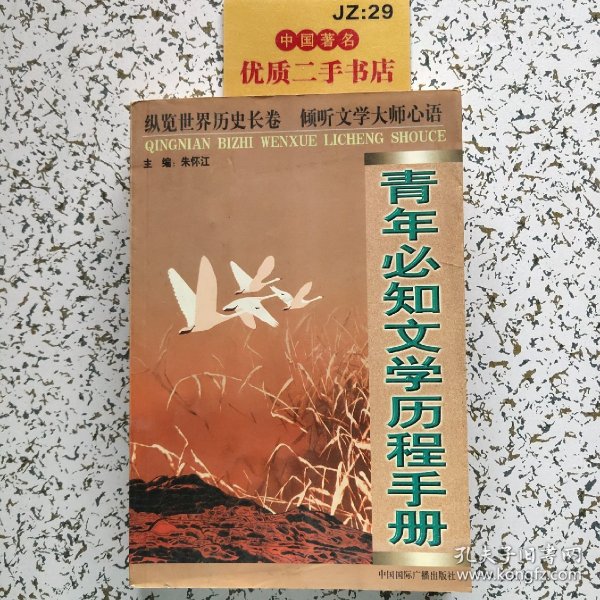 JZ:29
中国著名
优质二手书店
纵览世界历史长卷 倾听文学大师心语
QINGNIAN BIZHI WENXUE LICHENG SHOUCE
主 编：朱怀江
青年必知文学历程手册
中国国际广播出版社
孔夫子旧书网
www.kongfz.com